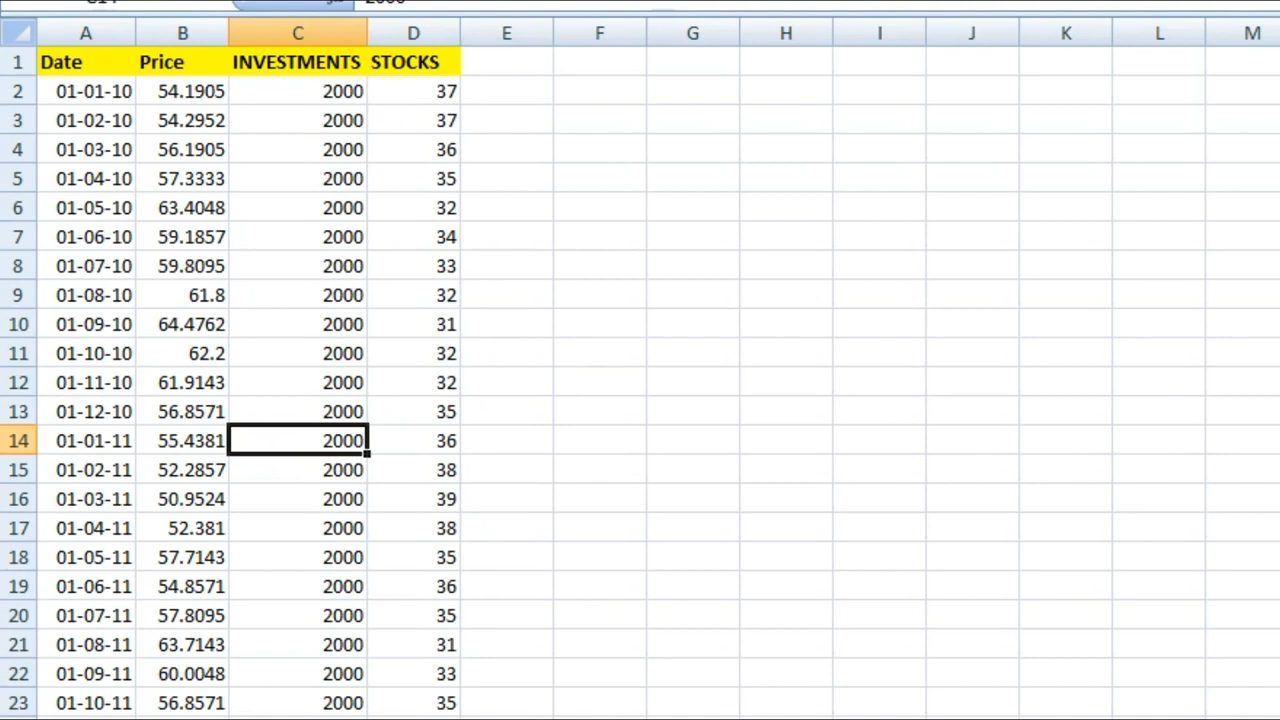 A B C D E F G H I J K L M
1 Date Price INVESTMENTS STOCKS
2 01-01-10 54.1905 2000 37
3 01-02-10 54.2952 2000 37
4 01-03-10 56.1905 2000 36
5 01-04-10 57.3333 2000 35
6 01-05-10 63.4048 2000 32
7 01-06-10 59.1857 2000 34
8 01-07-10 59.8095 2000 33
9 01-08-10 61.8 2000 32
10 01-09-10 64.4762 2000 31
11 01-10-10 62.2 2000 32
12 01-11-10 61.9143 2000 32
13 01-12-10 56.8571 2000 35
14 01-01-11 55.4381 2000 36
15 01-02-11 52.2857 2000 38
16 01-03-11 50.9524 2000 39
17 01-04-11 52.381 2000 38
18 01-05-11 57.7143 2000 35
19 01-06-11 54.8571 2000 36
20 01-07-11 57.8095 2000 35
21 01-08-11 63.7143 2000 31
22 01-09-11 60.0048 2000 33
23 01-10-11 56.8571 2000 35